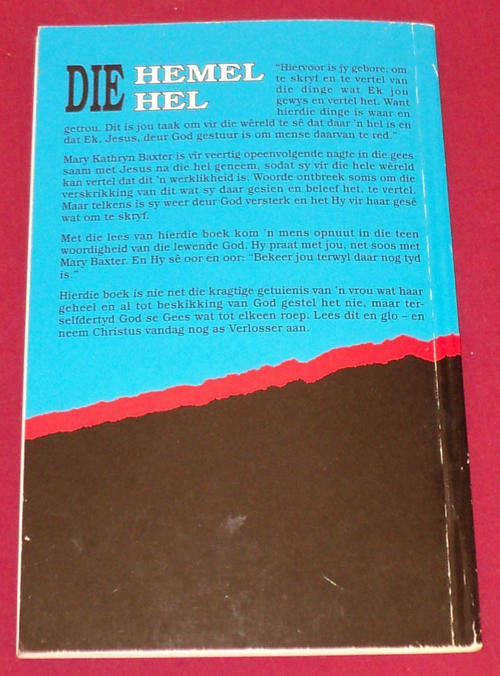 DIE HEMEL
HEL
"Hiervoor is jy gebore: om
te skryf en te vertel van
die dinge wat Ek jou
gewys en vertel het. Want
hierdie dinge is waar en
getrou. Dit is jou taak om vir die wêreld te sê dat daar 'n hel is en
dat Ek, Jesus, deur God gestuur is om mense daarvan te red."
Mary Kathryn Baxter is vir veertig opeenvolgende nagte in die gees
saam met Jesus na die hel geneem, sodat sy vir die hele wêreld
kan vertel dat dit 'n werklikheid is. Woorde ontbreek soms om die
verskrikking van dit wat sy daar gesien en beleef het, te vertel.
Maar telkens is sy weer deur God versterk en het Hy vir haar gesê
wat om te skryf.
Met die lees van hierdie boek kom 'n mens opnuut in die teen
woordigheid van die lewende God. Hy praat met jou, net soos met
Mary Baxter. En Hy sê oor en oor: "Bekeer jou terwyl daar nog tyd
is."
Hierdie boek is nie net die kragtige getuienis van 'n vrou wat haar
geheel en al tot beskikking van God gestel het nie, maar ter-
selfdertyd God se Gees wat tot elkeen roep. Lees dit en glo – en
neem Christus vandag nog as Verlosser aan.